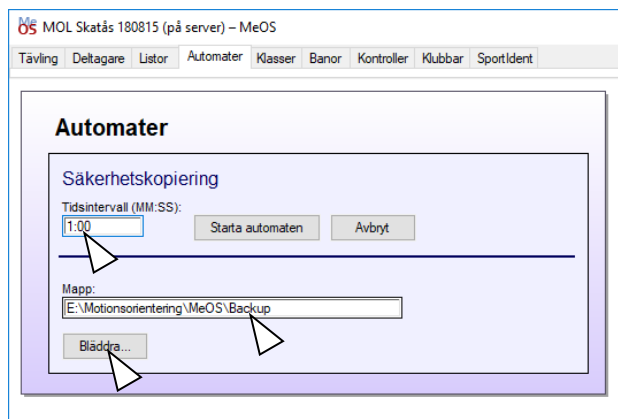 MeOS MOL Skatås 180815 (på server) – MeOS
Tävling Deltagare Listor Automater Klasser Banor Kontroller Klubbar SportIdent
Automater
Säkerhetskopiering
Tidsintervall (MM:SS):
1:00 Starta automaten Avbryt
Mapp:
E:\Motionsorientering\MeOS\Backup
Bläddra...